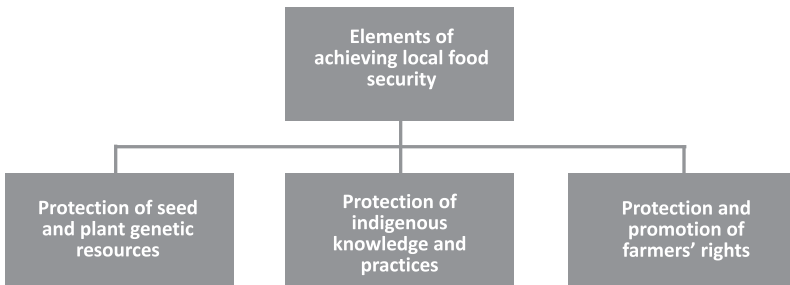 Elements of
achieving local food
security
Protection of seed
and plant genetic
resources
Protection of
indigenous
knowledge and
practices
Protection and
promotion of
farmers’ rights